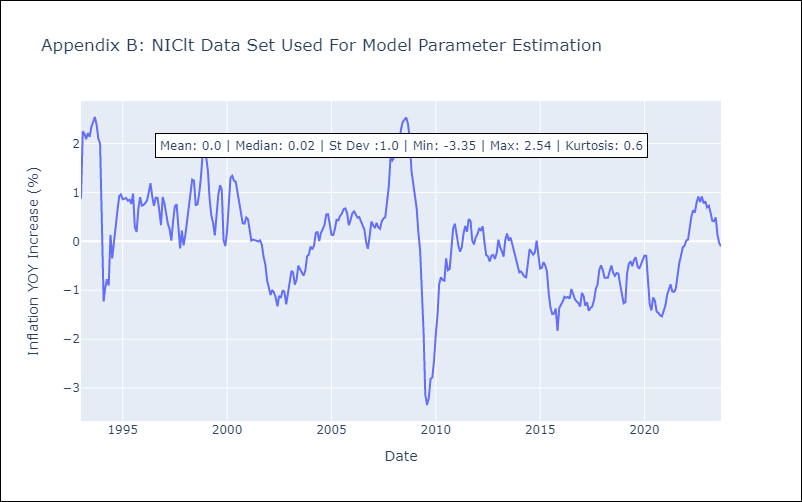 Appendix B: NIClt Data Set Used For Model Parameter Estimation
Mean: 0.0 | Median: 0.02 | St Dev :1.0 | Min: -3.35 | Max: 2.54 | Kurtosis: 0.6
Inflation YOY Increase (%)
2
1
0
−1
−2
−3
1995 2000 2005 2010 2015 2020
Date